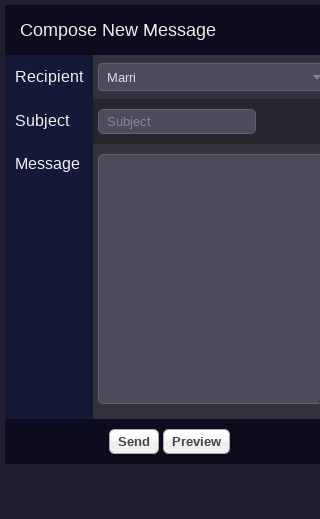 Compose New Message
Recipient
Marri
Subject
Subject
Message
Send
Preview